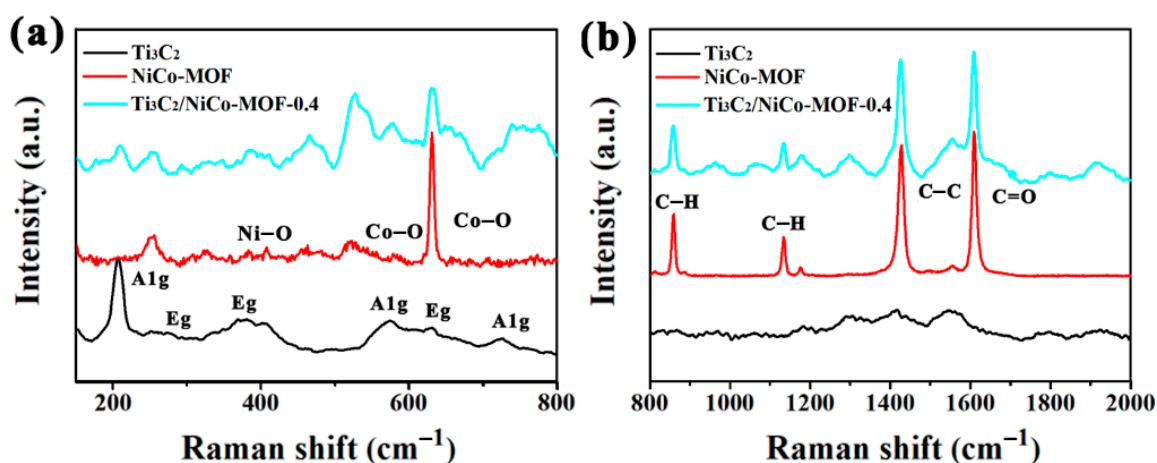 (a)
Ti₃C₂
NiCo-MOF
Ti₃C₂/NiCo-MOF-0.4
Intensity (a.u.)
Ni−O
Co−O
Co−O
A1g
Eg
Eg
A1g
Eg
A1g
200
400
600
800
Raman shift (cm⁻¹)
(b)
Ti₃C₂
NiCo-MOF
Ti₃C₂/NiCo-MOF-0.4
Intensity (a.u.)
C−H
C−H
C−C
C=O
800
1000
1200
1400
1600
1800
2000
Raman shift (cm⁻¹)